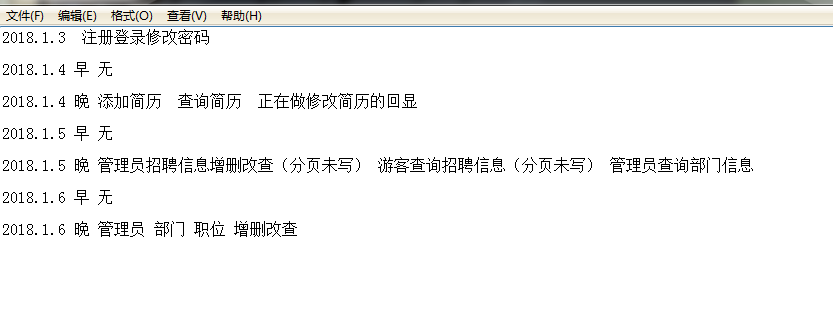 文件(F) 编辑(E) 格式(O) 查看(V) 帮助(H)
2018.1.3  注册登录修改密码
2018.1.4 早 无
2018.1.4 晚 添加简历  查询简历  正在做修改简历的回显
2018.1.5 早 无
2018.1.5 晚 管理员招聘信息增删改查（分页未写） 游客查询招聘信息（分页未写） 管理员查询部门信息
2018.1.6 早 无
2018.1.6 晚 管理员 部门 职位 增删改查